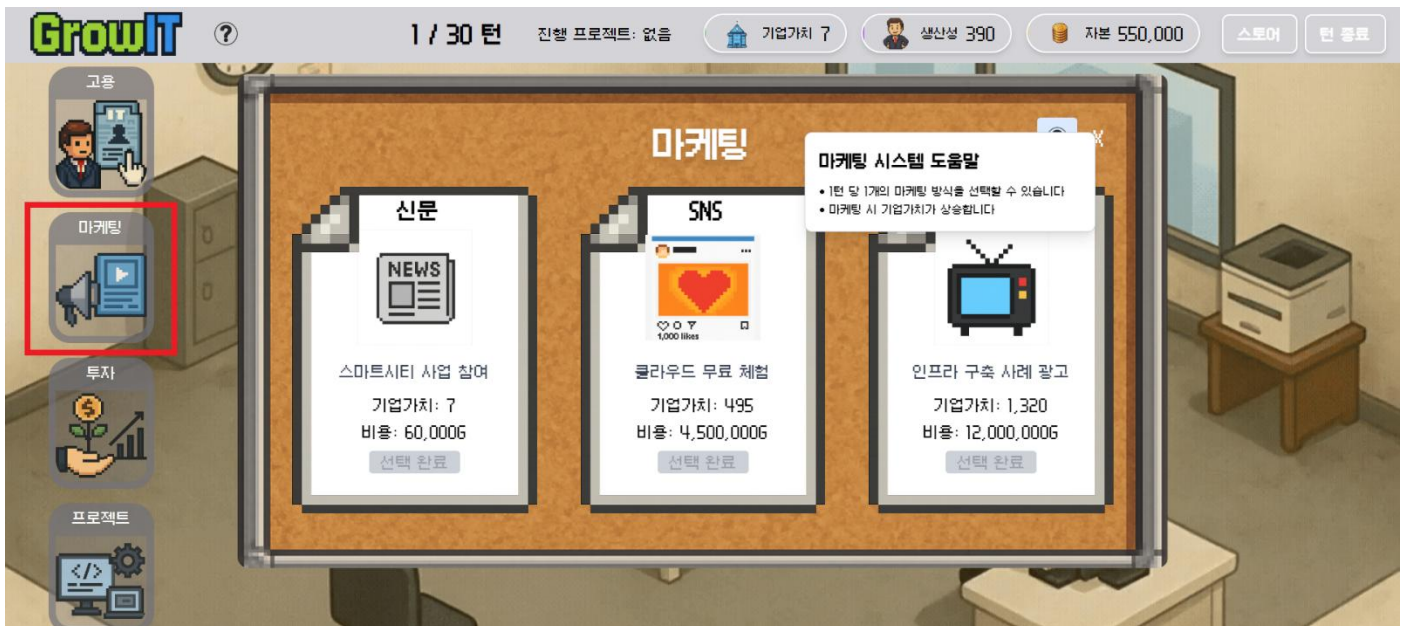 GrowIT
?
1 / 30 턴
진행 프로젝트: 없음
기업가치 7
생산성 390
자본 550,000
스토어
턴 종료
고용
IT
마케팅
투자
프로젝트
</>
마케팅
X
마케팅 시스템 도움말
• 1턴 당 1개의 마케팅 방식을 선택할 수 있습니다
• 마케팅 시 기업가치가 상승합니다
신문
NEWS
스마트시티 사업 참여
기업가치: 7
비용: 60,000G
선택 완료
SNS
1,000 likes
클라우드 무료 체험
기업가치: 495
비용: 4,500,000G
선택 완료
인프라 구축 사례 광고
기업가치: 1,320
비용: 12,000,000G
선택 완료